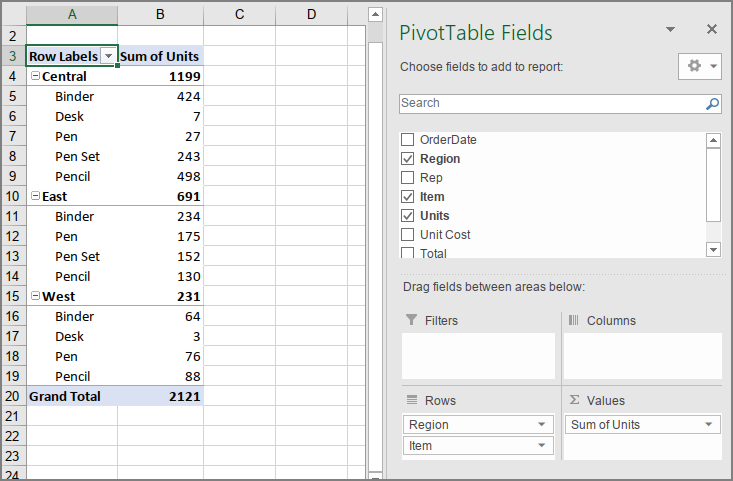 A B C D
2
3 Row Labels Sum of Units
4 Central 1199
5 Binder 424
6 Desk 7
7 Pen 27
8 Pen Set 243
9 Pencil 498
10 East 691
11 Binder 234
12 Pen 175
13 Pen Set 152
14 Pencil 130
15 West 231
16 Binder 64
17 Desk 3
18 Pen 76
19 Pencil 88
20 Grand Total 2121
21
22
23
24
PivotTable Fields
Choose fields to add to report:
Search
OrderDate
Region
Rep
Item
Units
Unit Cost
Total
Drag fields between areas below:
Filters
Columns
Rows
Σ Values
Region
Sum of Units
Item